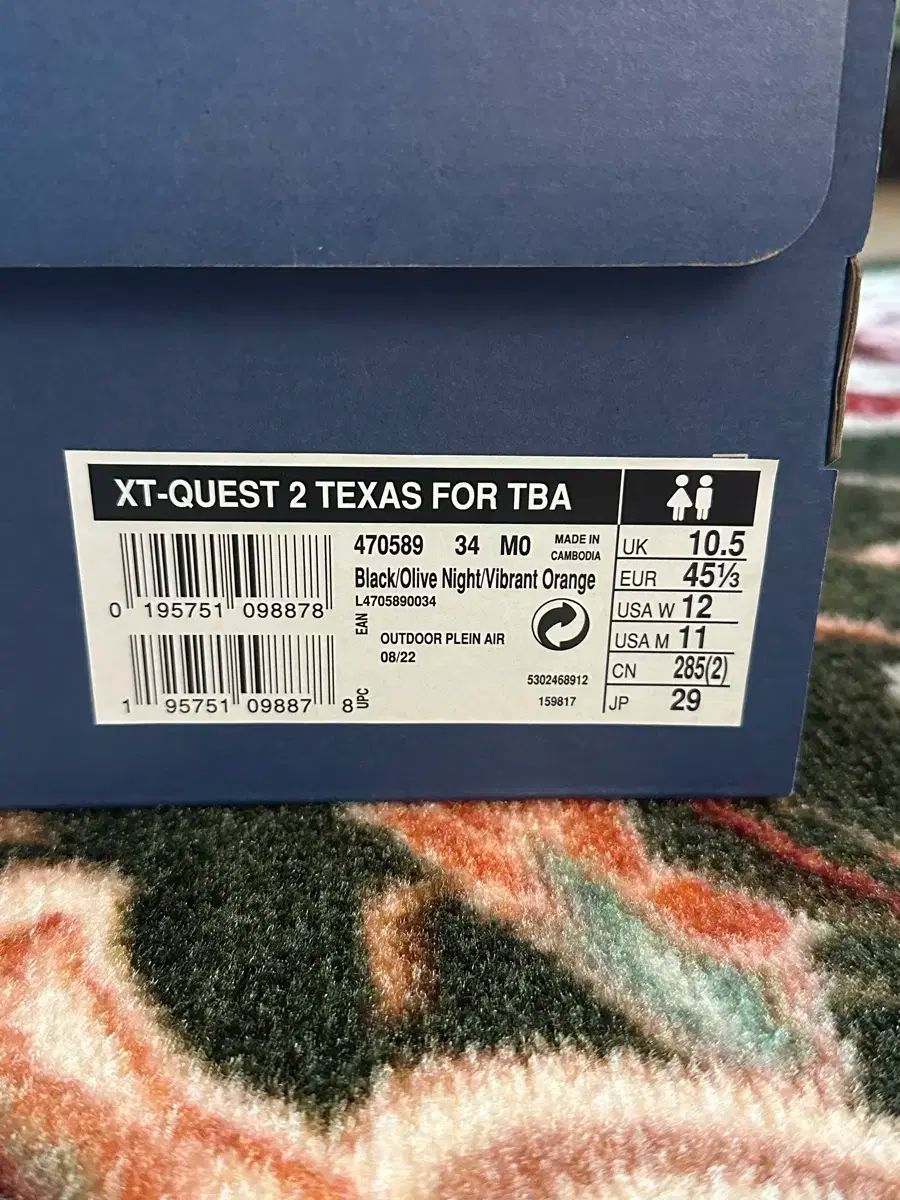 XT-QUEST 2 TEXAS FOR TBA
0 195751 098878
1 95751 09887 8
EAN
UPC
470589 34 M0 MADE IN
CAMBODIA
Black/Olive Night/Vibrant Orange
L4705890034
OUTDOOR PLEIN AIR
08/22
5302468912
159817
UK 10.5
EUR 45⅓
USA W 12
USA M 11
CN 285(2)
JP 29